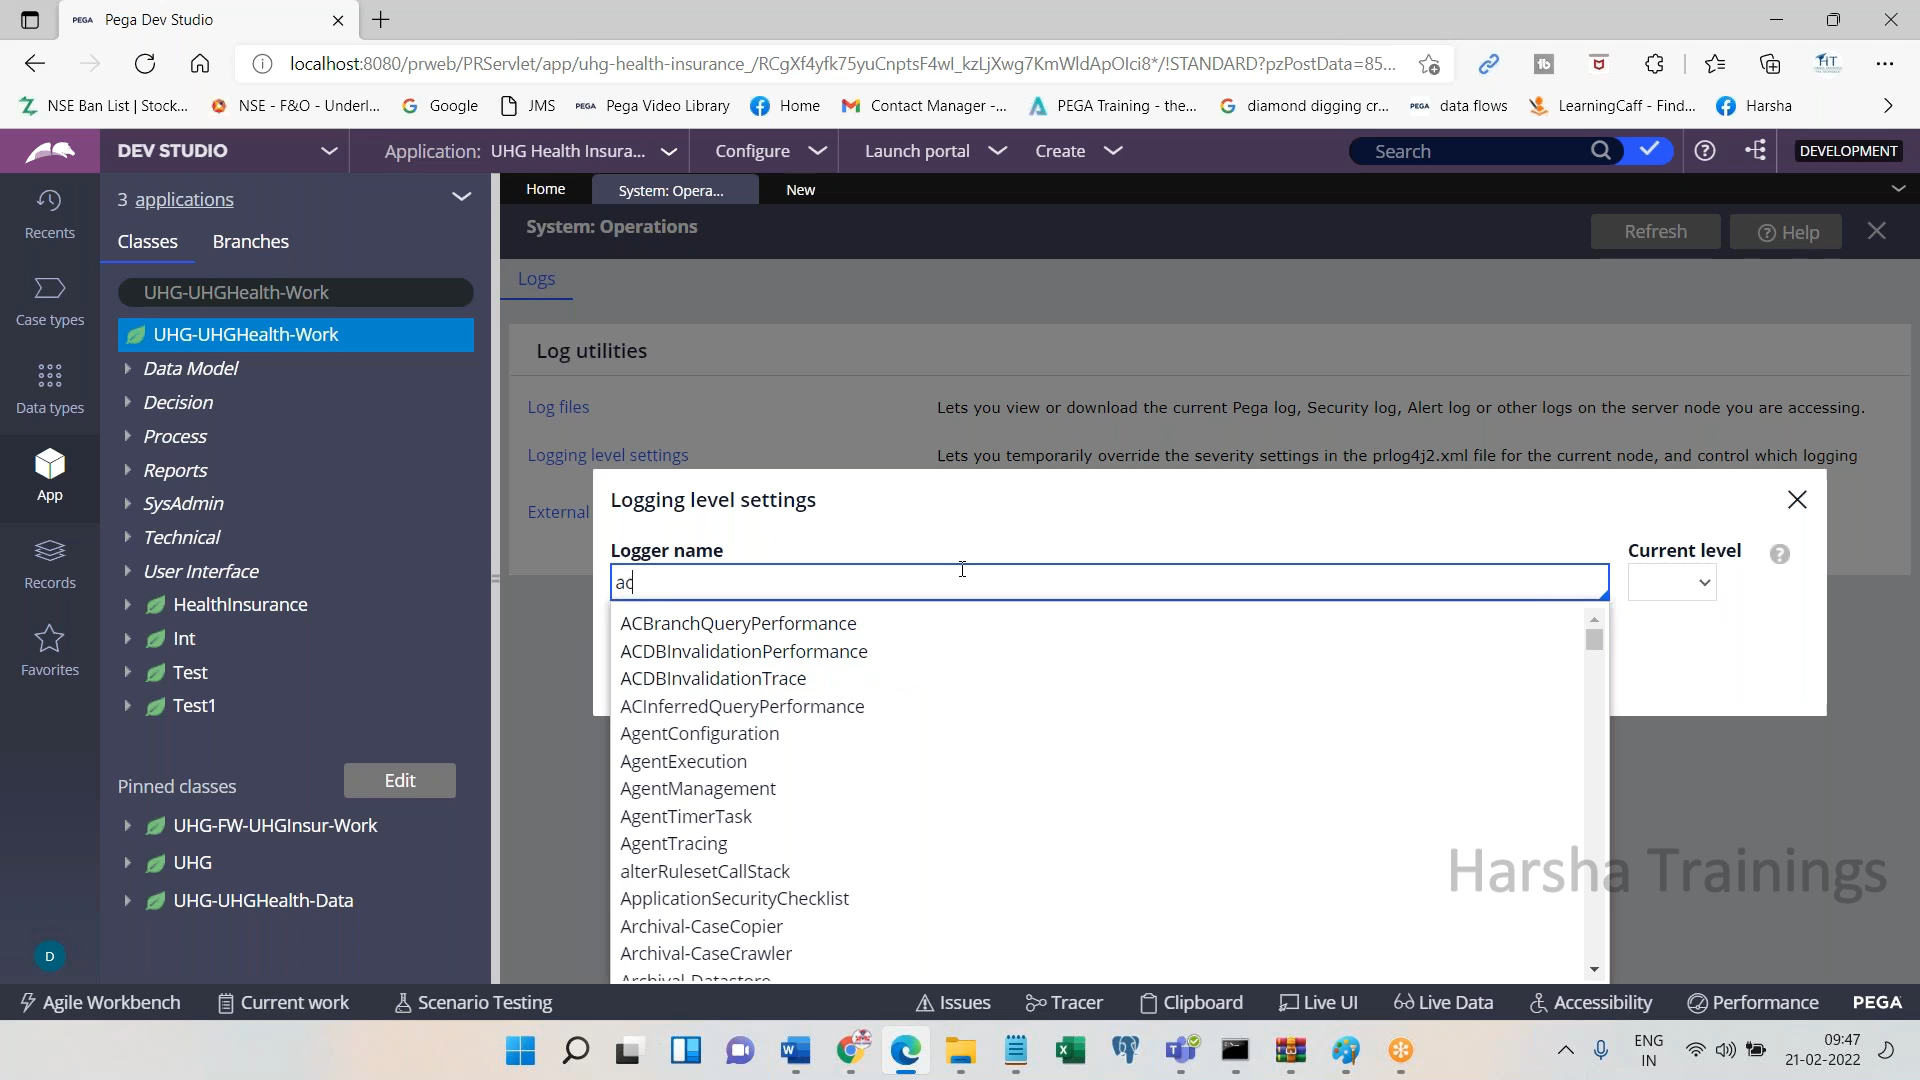 PEGA Pega Dev Studio
localhost:8080/prweb/PRServlet/app/uhg-health-insurance_/RCgXf4yfk75yuCnptsF4wl_kzLjXwg7KmWldApOIci8*/!STANDARD?pzPostData=85...
NSE Ban List | Stock... NSE - F&O - Underl... Google JMS PEGA Pega Video Library Home Contact Manager -... PEGA Training - the... diamond digging cr... PEGA data flows LearningCaff - Find... Harsha
DEV STUDIO Application: UHG Health Insura... Configure Launch portal Create Search DEVELOPMENT
Recents
Case types
Data types
App
Records
Favorites
D
3 applications
Classes Branches
UHG-UHGHealth-Work
UHG-UHGHealth-Work
Data Model
Decision
Process
Reports
SysAdmin
Technical
User Interface
HealthInsurance
Int
Test
Test1
Pinned classes Edit
UHG-FW-UHGInsur-Work
UHG
UHG-UHGHealth-Data
Home System: Opera... New
System: Operations Refresh Help
Logs
Log utilities
Log files Lets you view or download the current Pega log, Security log, Alert log or other logs on the server node you are accessing.
Logging level settings Lets you temporarily override the severity settings in the prlog4j2.xml file for the current node, and control which logging
External
Logging level settings
Logger name Current level
ac
ACBranchQueryPerformance
ACDBInvalidationPerformance
ACDBInvalidationTrace
ACInferredQueryPerformance
AgentConfiguration
AgentExecution
AgentManagement
AgentTimerTask
AgentTracing
alterRulesetCallStack
ApplicationSecurityChecklist
Archival-CaseCopier
Archival-CaseCrawler
Archival-Datastore
Harsha Trainings
Agile Workbench Current work Scenario Testing Issues Tracer Clipboard Live UI Live Data Accessibility Performance PEGA
ENG
IN
09:47
21-02-2022